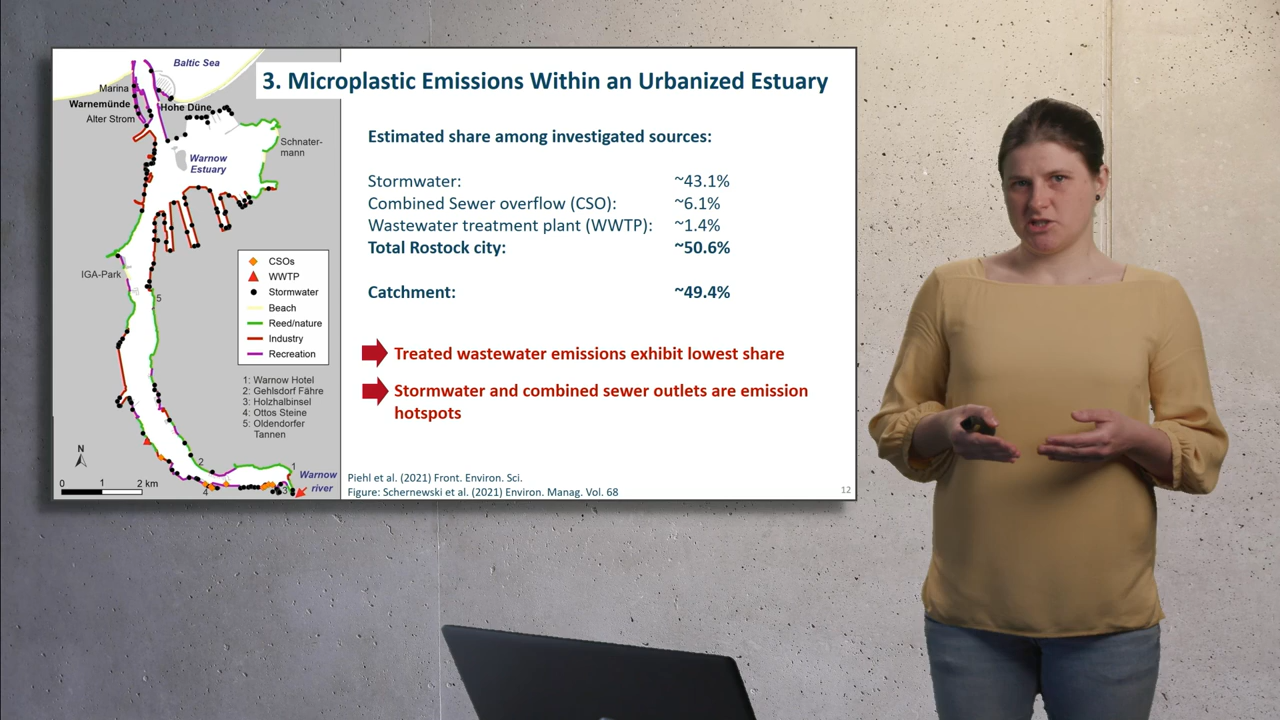 3. Microplastic Emissions Within an Urbanized Estuary
Baltic Sea
Marina
Warnemünde
Alter Strom
Hohe Düne
Schnater-
mann
Warnow
Estuary
IGA-Park
5
CSOs
WWTP
Stormwater
Beach
Reed/nature
Industry
Recreation
1: Warnow Hotel
2: Gehlsdorf Fähre
3: Holzhalbinsel
4: Ottos Steine
5: Oldendorfer
Tannen
N
0 1 2 km
2
1
4
3
Warnow
river
Estimated share among investigated sources:
Stormwater: ~43.1%
Combined Sewer overflow (CSO): ~6.1%
Wastewater treatment plant (WWTP): ~1.4%
Total Rostock city: ~50.6%
Catchment: ~49.4%
Treated wastewater emissions exhibit lowest share
Stormwater and combined sewer outlets are emission
hotspots
Piehl et al. (2021) Front. Environ. Sci.
Figure: Schernewski et al. (2021) Environ. Manag. Vol. 68
12